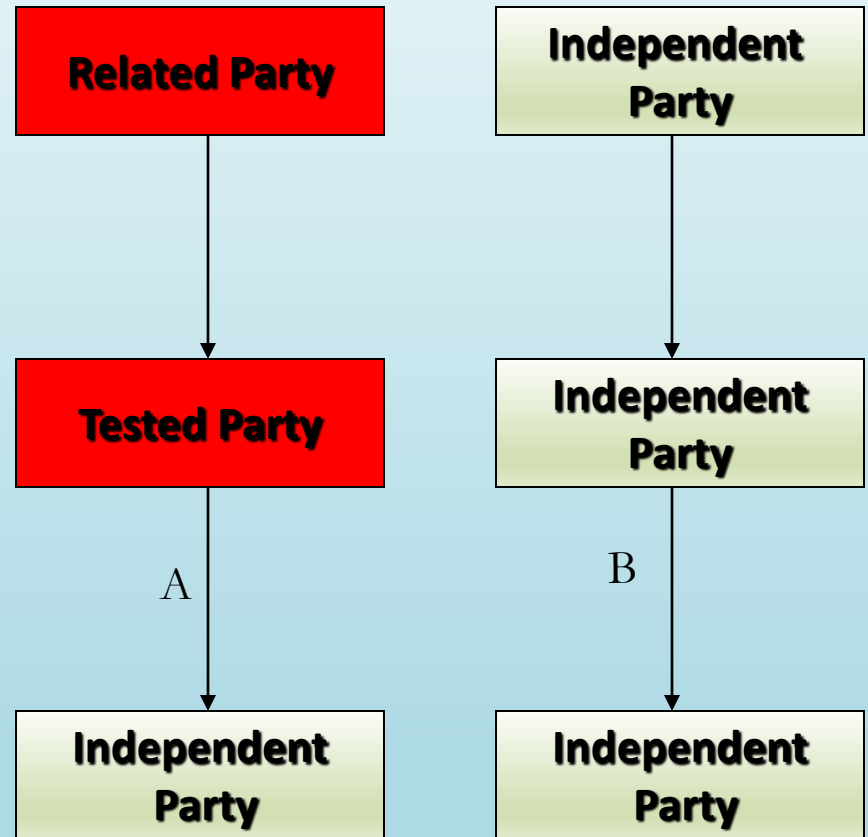 Related Party
Independent
Party
Tested Party
Independent
Party
A
B
Independent
Party
Independent
Party